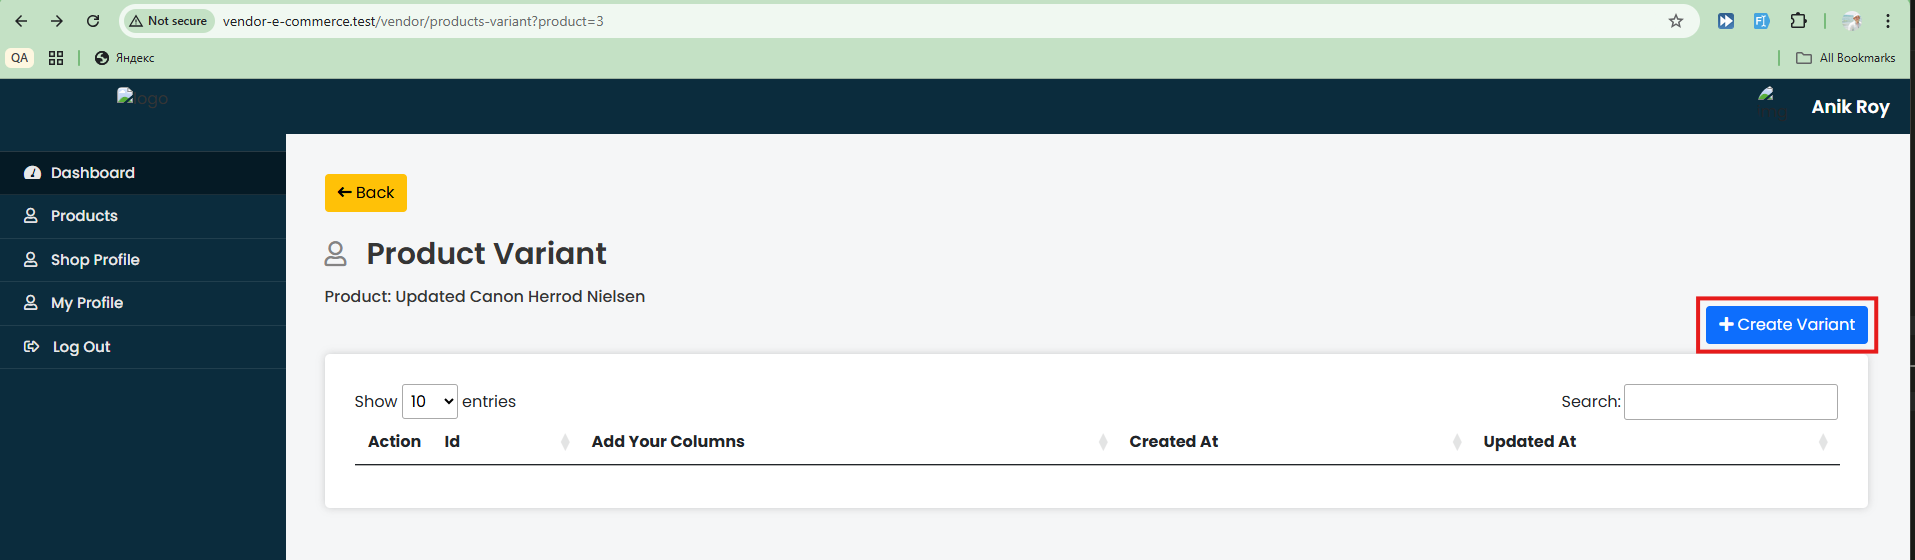 Not secure vendor-e-commerce.test/vendor/products-variant?product=3
QA Яндекс All Bookmarks
logo Anik Roy
Dashboard
Products
Shop Profile
My Profile
Log Out
Back
Product Variant
Product: Updated Canon Herrod Nielsen
Create Variant
Show 10 entries Search:
Action Id Add Your Columns Created At Updated At